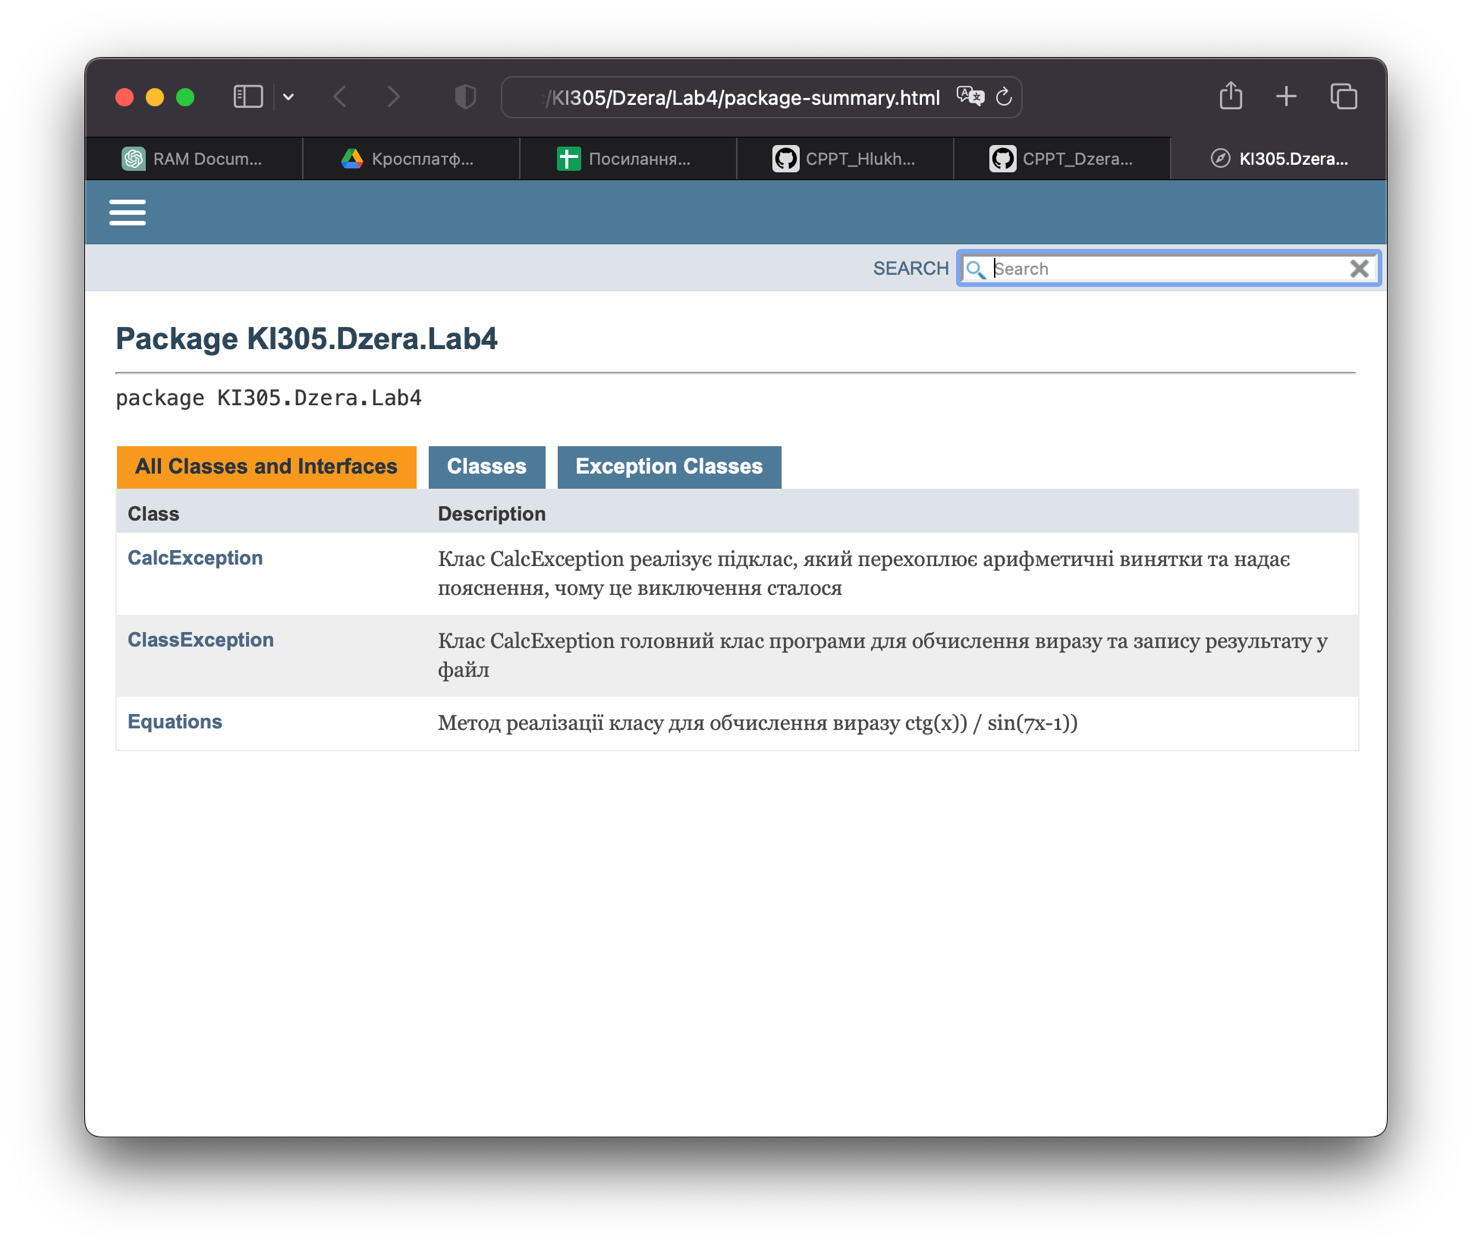 :/KI305/Dzera/Lab4/package-summary.html
RAM Docum...
Кросплатф...
Посилання...
CPPT_Hlukh...
CPPT_Dzera...
KI305.Dzera...
SEARCH
Search
Package KI305.Dzera.Lab4
package KI305.Dzera.Lab4
All Classes and Interfaces
Classes
Exception Classes
Class
Description
CalcException
Клас CalcException реалізує підклас, який перехоплює арифметичні винятки та надає
пояснення, чому це виключення сталося
ClassException
Клас CalcExeption головний клас програми для обчислення виразу та запису результату у
файл
Equations
Метод реалізації класу для обчислення виразу ctg(x)) / sin(7x-1))